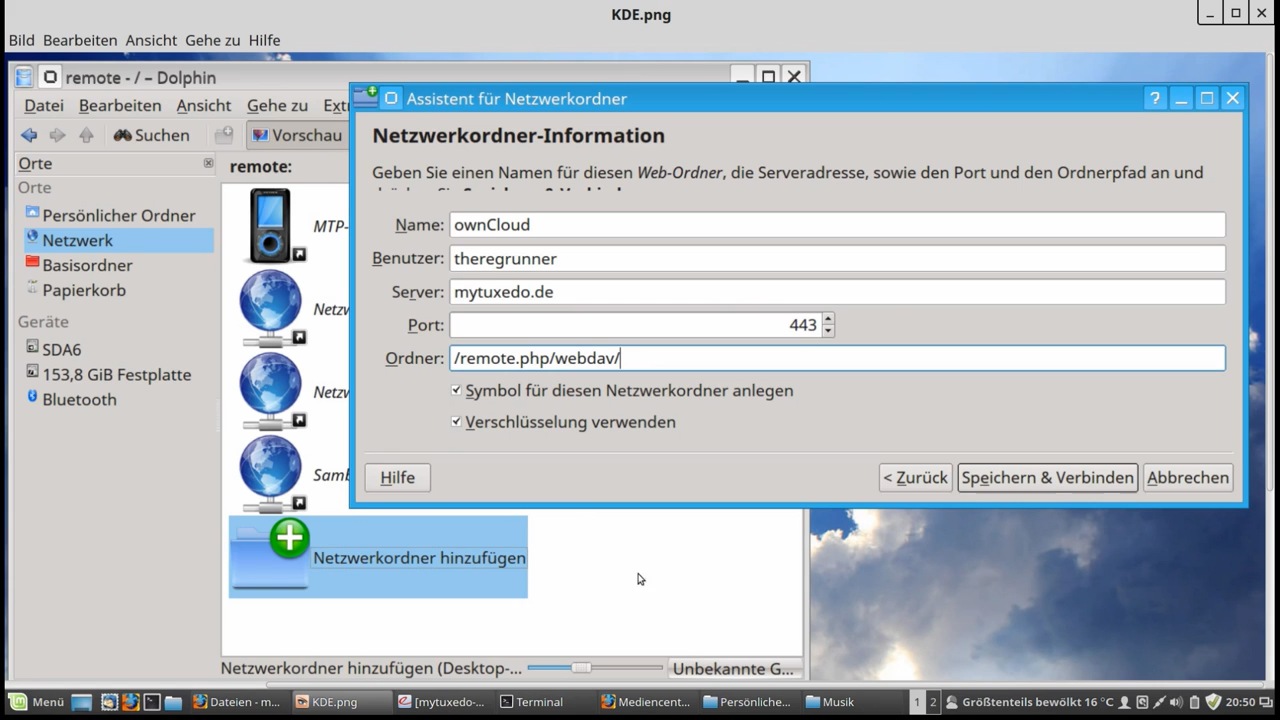 KDE.png
Bild Bearbeiten Ansicht Gehe zu Hilfe
remote - / – Dolphin
Datei Bearbeiten Ansicht Gehe zu
Suchen Vorschau
Orte
remote:
Orte
Persönlicher Ordner
Netzwerk
Basisordner
Papierkorb
Geräte
SDA6
153,8 GiB Festplatte
Bluetooth
MTP-
Netzwerkordner hinzufügen
Netzwerkordner hinzufügen (Desktop-...
Unbekannte G...
Assistent für Netzwerkordner
?
Netzwerkordner-Information
Geben Sie einen Namen für diesen Web-Ordner, die Serveradresse, sowie den Port und den Ordnerpfad an und
Name: ownCloud
Benutzer: theregrunner
Server: mytuxedo.de
Port: 443
Ordner: /remote.php/webdav/
Symbol für diesen Netzwerkordner anlegen
Verschlüsselung verwenden
Hilfe
< Zurück
Speichern & Verbinden
Abbrechen
Menü Dateien - m... KDE.png [mytuxedo-... Terminal Mediencent... Persönliche... Musik 1 2 Größtenteils bewölkt 16 °C 20:50